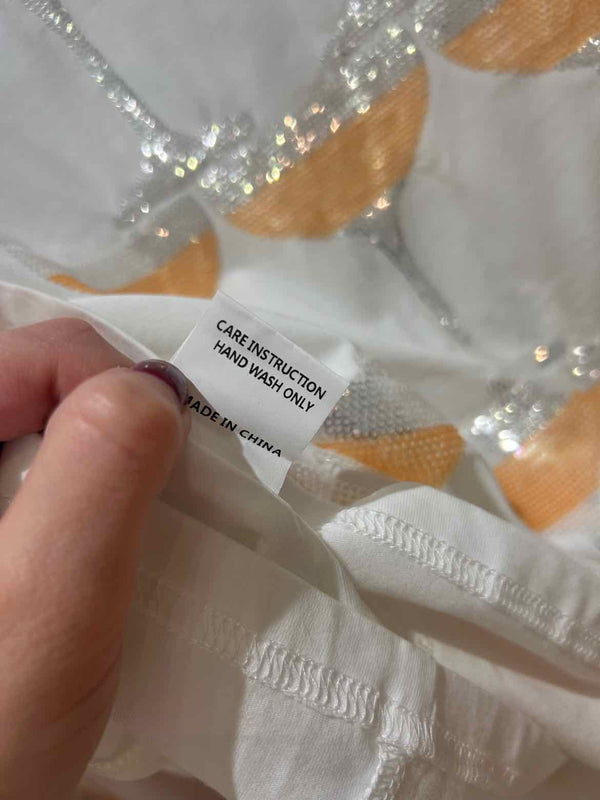 CARE INSTRUCTION
HAND WASH ONLY
MADE IN CHINA